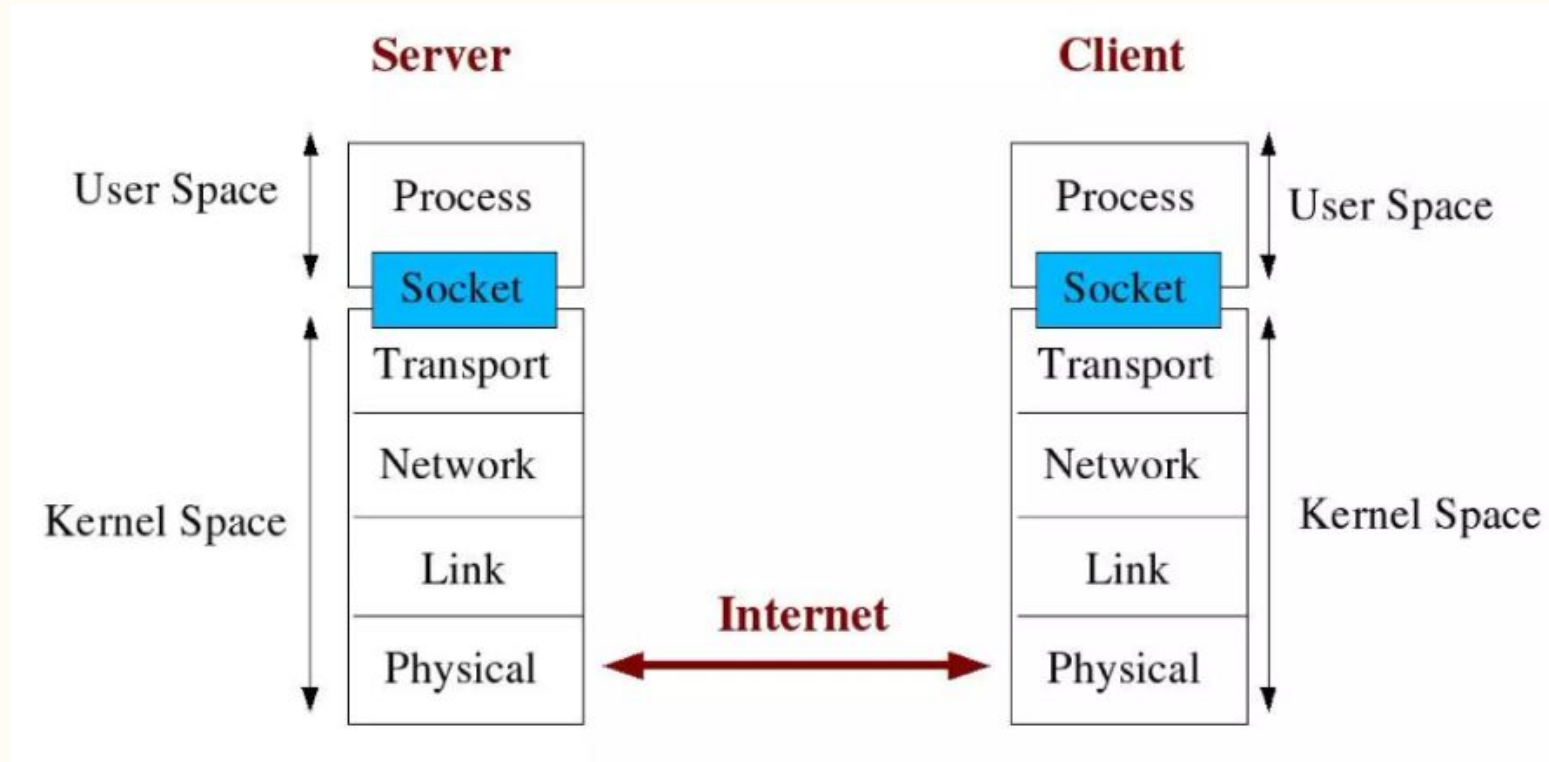 Server
Client
User Space
Process
Process
User Space
Socket
Socket
Transport
Transport
Network
Network
Kernel Space
Kernel Space
Link
Link
Internet
Physical
Physical